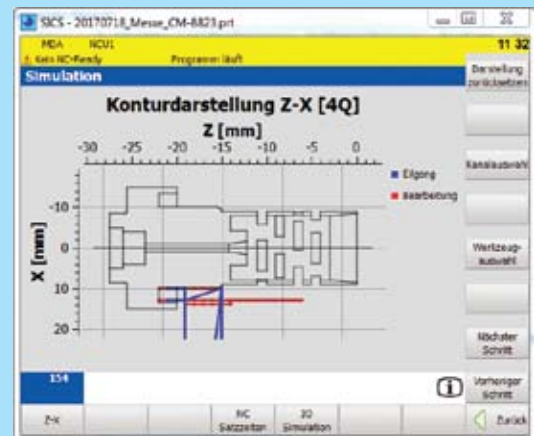 SICS - 20170718_Messe_CM-8823.prt
MDA NCU1 11 32
Kein NC-Ready Programm läuft
Simulation
Darstellung
zurücksetzen
Konturdarstellung Z-X [4Q]
Z [mm]
-30 -25 -20 -15 -10 -5 0
Eilgang
Bearbeitung
Kanalauswahl
X [mm]
-10
0
10
20
Werkzeug-
auswahl
Nächster
Schritt
154
Vorheriger
Schritt
Z-X
NC
Satzzeiten
3D
Simulation
Zurück